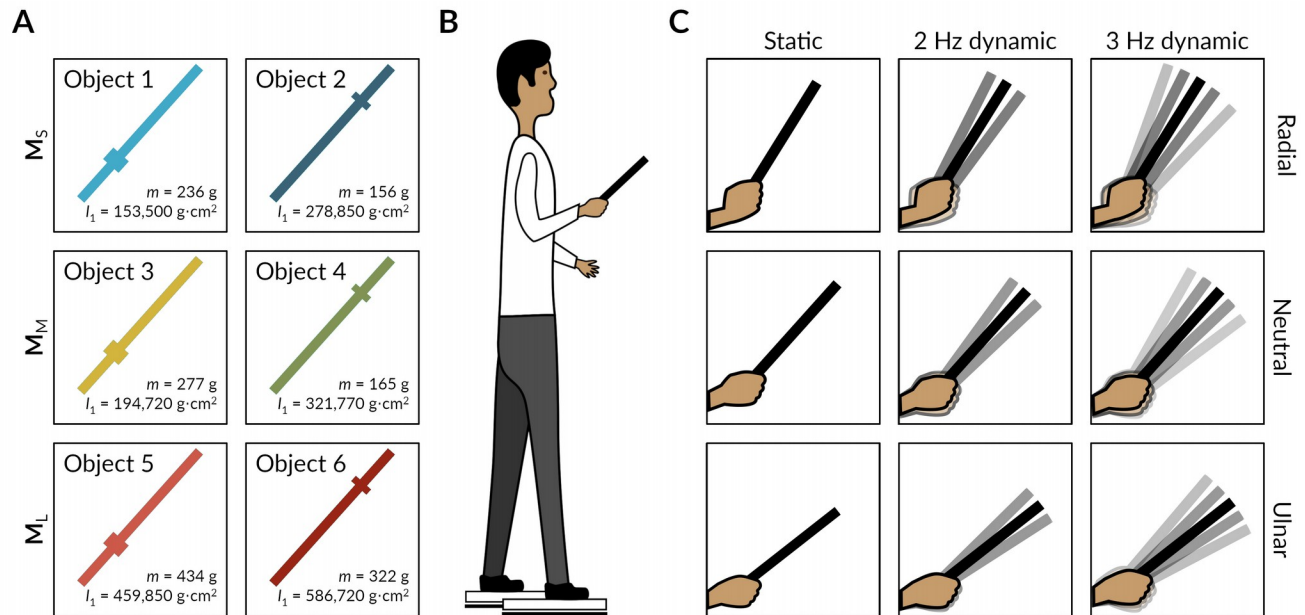 A
B
C
Static
2 Hz dynamic
3 Hz dynamic
Object 1
m = 236 g
I₁ = 153,500 g·cm²
Object 2
m = 156 g
I₁ = 278,850 g·cm²
Mₛ
Radial
Object 3
m = 277 g
I₁ = 194,720 g·cm²
Object 4
m = 165 g
I₁ = 321,770 g·cm²
M_M
Neutral
Object 5
m = 434 g
I₁ = 459,850 g·cm²
Object 6
m = 322 g
I₁ = 586,720 g·cm²
M_L
Ulnar